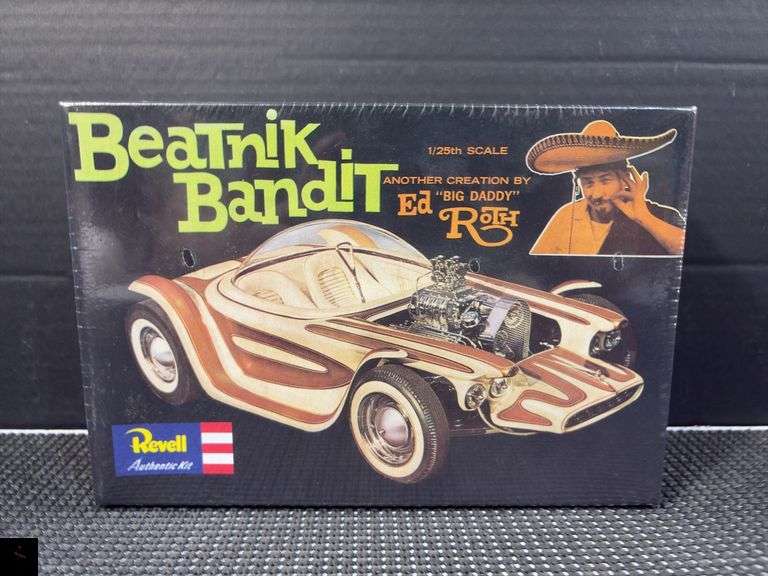 Beatnik
Bandit
1/25th SCALE
ANOTHER CREATION BY
Ed "BIG DADDY"
Roth
Revell
Authentic Kit